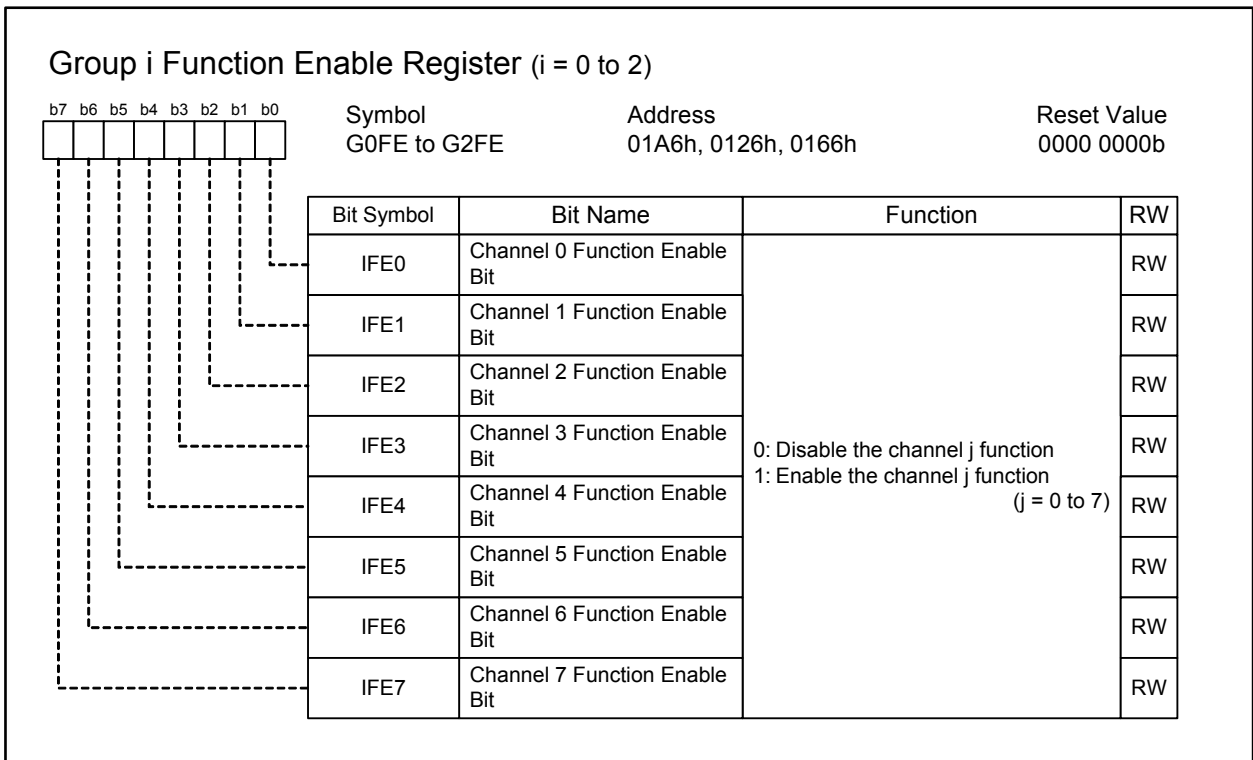 Group i Function Enable Register (i = 0 to 2)
b7 b6 b5 b4 b3 b2 b1 b0
Symbol Address Reset Value
G0FE to G2FE 01A6h, 0126h, 0166h 0000 0000b
Bit Symbol Bit Name Function RW
IFE0 Channel 0 Function Enable Bit RW
IFE1 Channel 1 Function Enable Bit RW
IFE2 Channel 2 Function Enable Bit RW
IFE3 Channel 3 Function Enable Bit RW
0: Disable the channel j function
1: Enable the channel j function
(j = 0 to 7)
IFE4 Channel 4 Function Enable Bit RW
IFE5 Channel 5 Function Enable Bit RW
IFE6 Channel 6 Function Enable Bit RW
IFE7 Channel 7 Function Enable Bit RW